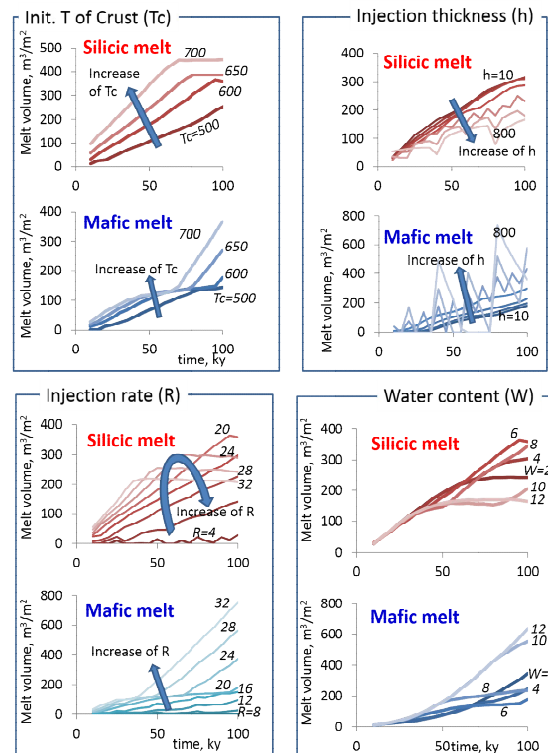 Init. T of Crust (Tc)
Melt volume, m³/m²
500
400
300
200
100
0
Silicic melt
Increase
of Tc
700
650
600
Tc=500
0
50
100
Melt volume, m³/m²
400
300
200
100
0
Mafic melt
Increase of Tc
700
650
600
Tc=500
0
50
100
time, ky
Injection thickness (h)
Melt volume, m³/m²
400
300
200
100
0
Silicic melt
h=10
800
Increase of h
0
50
100
Melt volume, m³/m²
800
600
400
200
0
Mafic melt
Increase of h
800
h=10
0
50
100
Injection rate (R)
Melt volume, m³/m²
400
300
200
100
0
Silicic melt
20
24
28
32
Increase of R
R=4
0
50
100
Melt volume, m³/m²
800
600
400
200
0
Mafic melt
Increase of R
32
28
24
20
16
12
R=8
0
50
100
time, ky
Water content (W)
Melt volume, m³/m²
400
300
200
100
0
Silicic melt
6
8
4
W=2
10
12
0
50
100
Melt volume, m³/m²
800
600
400
200
0
Mafic melt
12
10
W=
8
4
6
0
50
time, ky
100